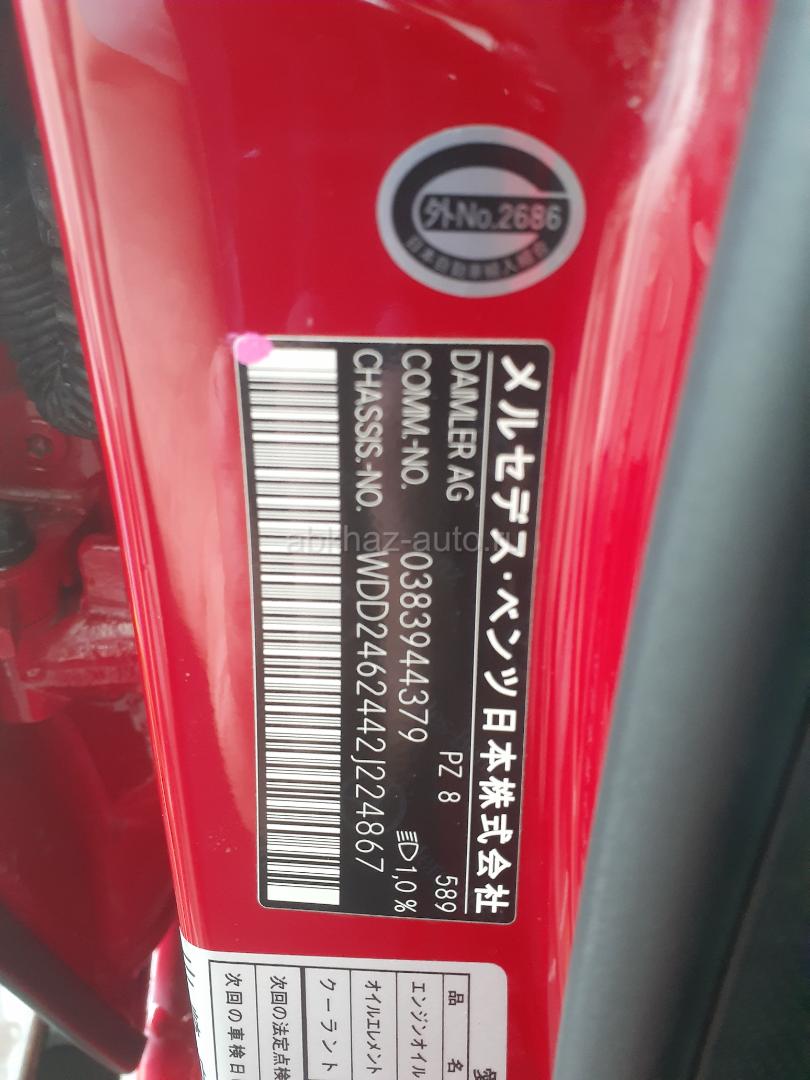 外No.2686
日本自動車輸入組合
メルセデス・ベンツ日本株式会社
DAIMLER AG PZ 8 589
COMM.-NO. 0383944379 1,0%
CHASSIS.-NO. WDD2462442J224867
abkhaz-auto.
品名
エンジンオイル
オイルエレメント
クーラント
次回の法定点検
次回の車検日